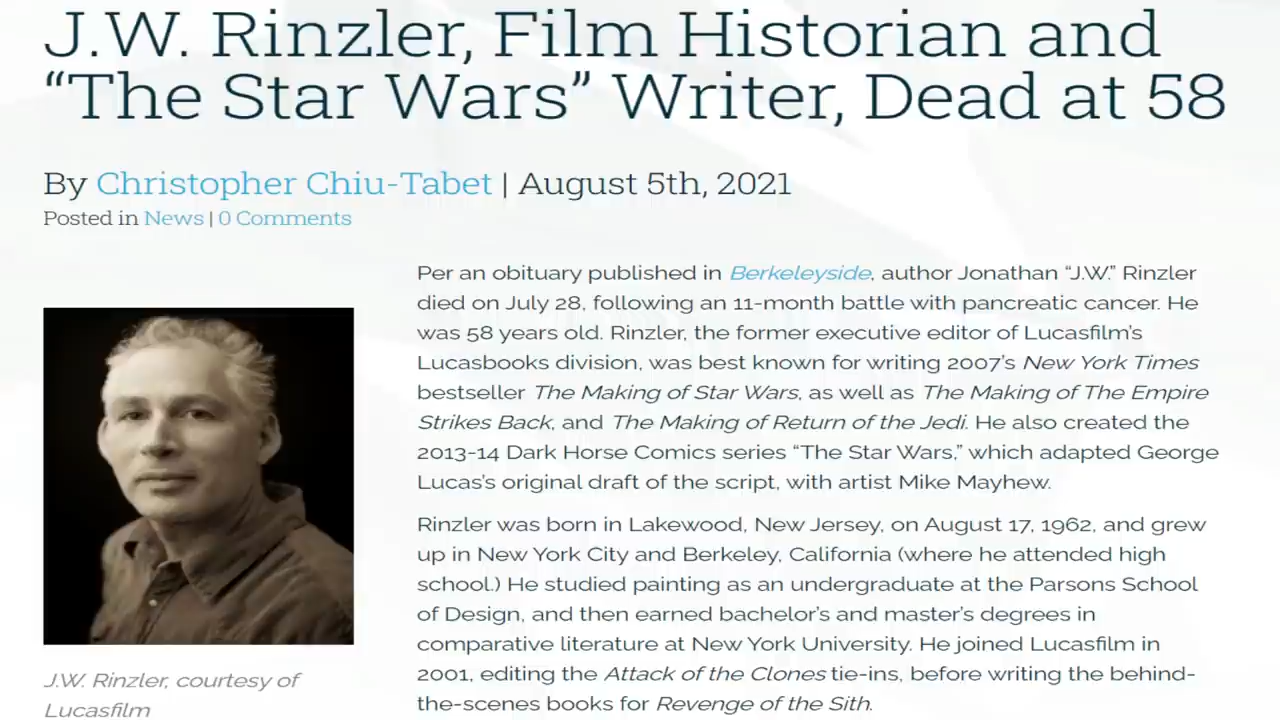 J.W. Rinzler, Film Historian and
“The Star Wars” Writer, Dead at 58
By Christopher Chiu-Tabet | August 5th, 2021
Posted in News | 0 Comments
Per an obituary published in Berkeleyside, author Jonathan “J.W.” Rinzler
died on July 28, following an 11-month battle with pancreatic cancer. He
was 58 years old. Rinzler, the former executive editor of Lucasfilm’s
Lucasbooks division, was best known for writing 2007’s New York Times
bestseller The Making of Star Wars, as well as The Making of The Empire
Strikes Back, and The Making of Return of the Jedi. He also created the
2013-14 Dark Horse Comics series “The Star Wars,” which adapted George
Lucas’s original draft of the script, with artist Mike Mayhew.
Rinzler was born in Lakewood, New Jersey, on August 17, 1962, and grew
up in New York City and Berkeley, California (where he attended high
school.) He studied painting as an undergraduate at the Parsons School
of Design, and then earned bachelor’s and master’s degrees in
comparative literature at New York University. He joined Lucasfilm in
2001, editing the Attack of the Clones tie-ins, before writing the behind-
the-scenes books for Revenge of the Sith.
J.W. Rinzler, courtesy of
Lucasfilm